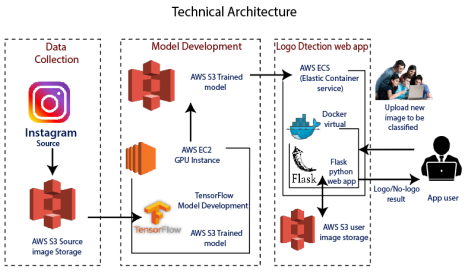 Technical Architecture
Data
Collection
Instagram
Source
AWS S3 Source
image Storage
Model Development
AWS S3 Trained
model
AWS EC2
GPU Instance
TensorFlow
Model Development
TensorFlow
AWS S3 Trained
model
Logo Dtection web app
AWS ECS
(Elastic Container
service)
Docker
virtual
Flask
Flask
python
web app
AWS S3 user
image storage
Upload new
image to be
classified
Logo/No-logo
result
App user